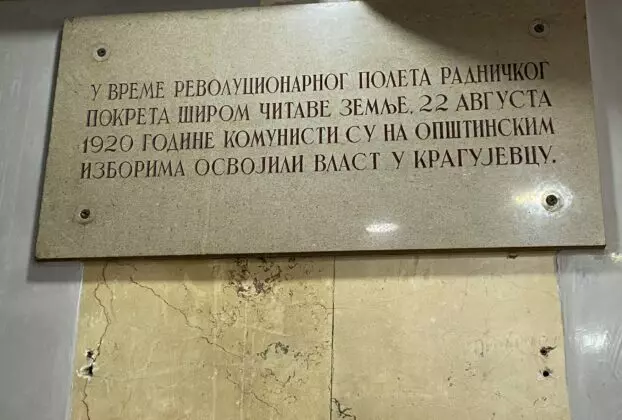 У ВРЕМЕ РЕВОЛУЦИОНАРНОГ ПОЛЕТА РАДНИЧКОГ
ПОКРЕТА ШИРОМ ЧИТАВЕ ЗЕМЉЕ, 22 АВГУСТА
1920 ГОДИНЕ КОМУНИСТИ СУ НА ОПШТИНСКИМ
ИЗБОРИМА ОСВОЈИЛИ ВЛАСТ У КРАГУЈЕВЦУ.